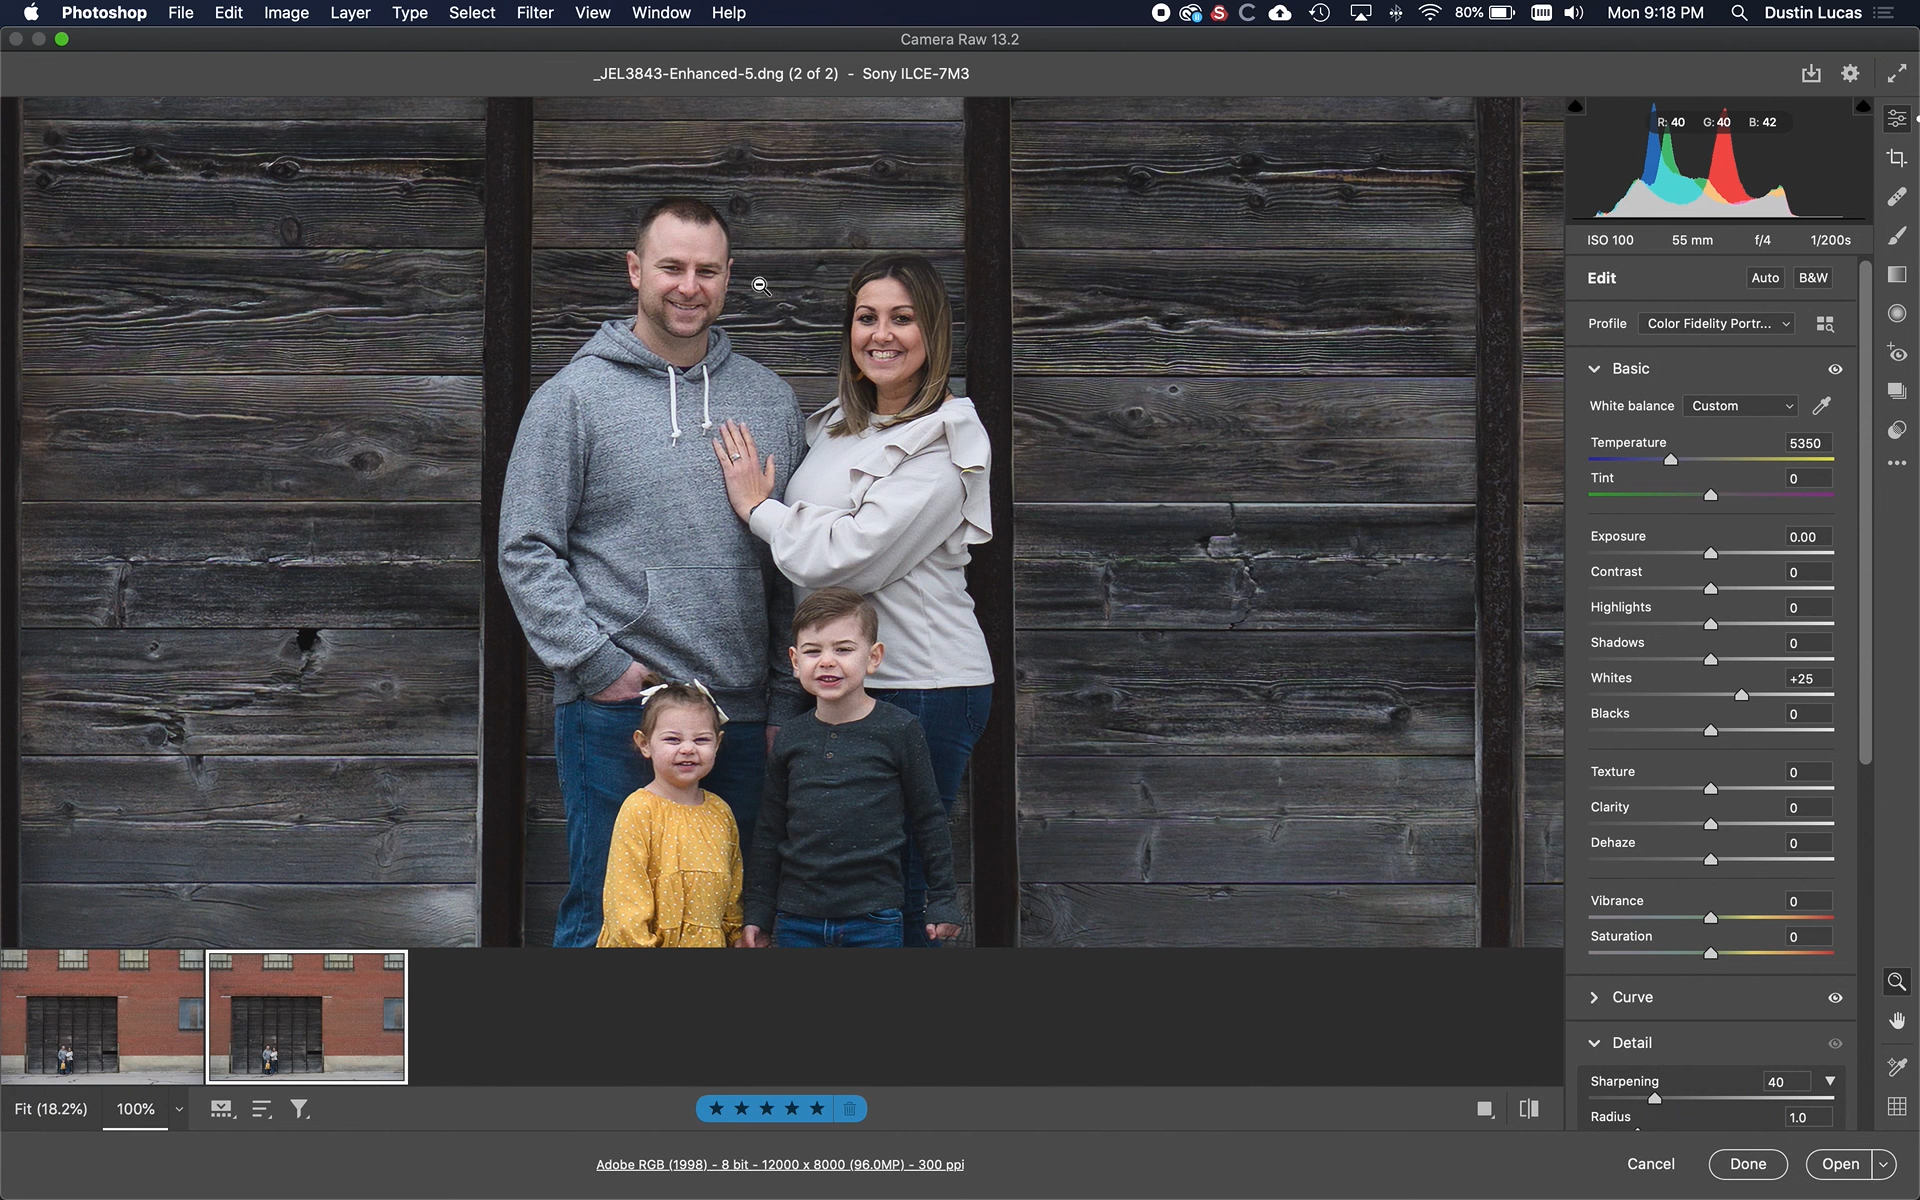 Photoshop File Edit Image Layer Type Select Filter View Window Help 80% Mon 9:18 PM Dustin Lucas
Camera Raw 13.2
_JEL3843-Enhanced-5.dng (2 of 2) - Sony ILCE-7M3
R: 40 G: 40 B: 42
ISO 100 55 mm f/4 1/200s
Edit Auto B&W
Profile Color Fidelity Portr...
Basic
White balance Custom
Temperature 5350
Tint 0
Exposure 0.00
Contrast 0
Highlights 0
Shadows 0
Whites +25
Blacks 0
Texture 0
Clarity 0
Dehaze 0
Vibrance 0
Saturation 0
Curve
Detail
Sharpening 40
Radius 1.0
Fit (18.2%) 100%
Adobe RGB (1998) - 8 bit - 12000 x 8000 (96.0MP) - 300 ppi
Cancel Done Open